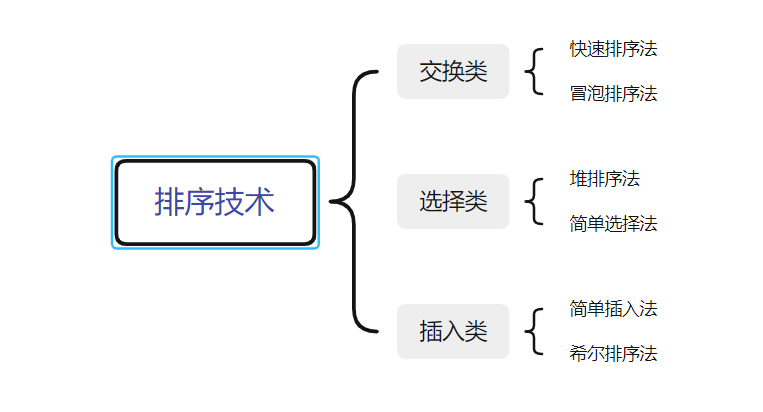 排序技术
交换类
快速排序法
冒泡排序法
选择类
堆排序法
简单选择法
插入类
简单插入法
希尔排序法